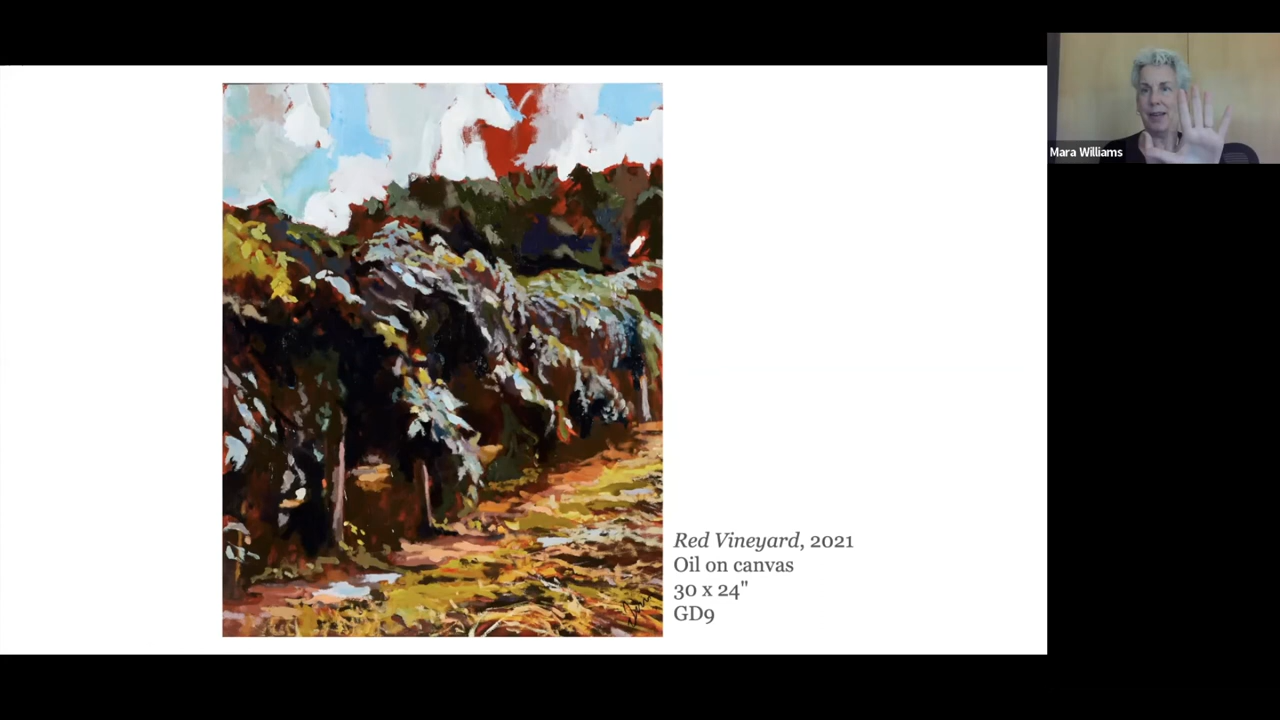 Mara Williams
Red Vineyard, 2021
Oil on canvas
30 x 24"
GD9